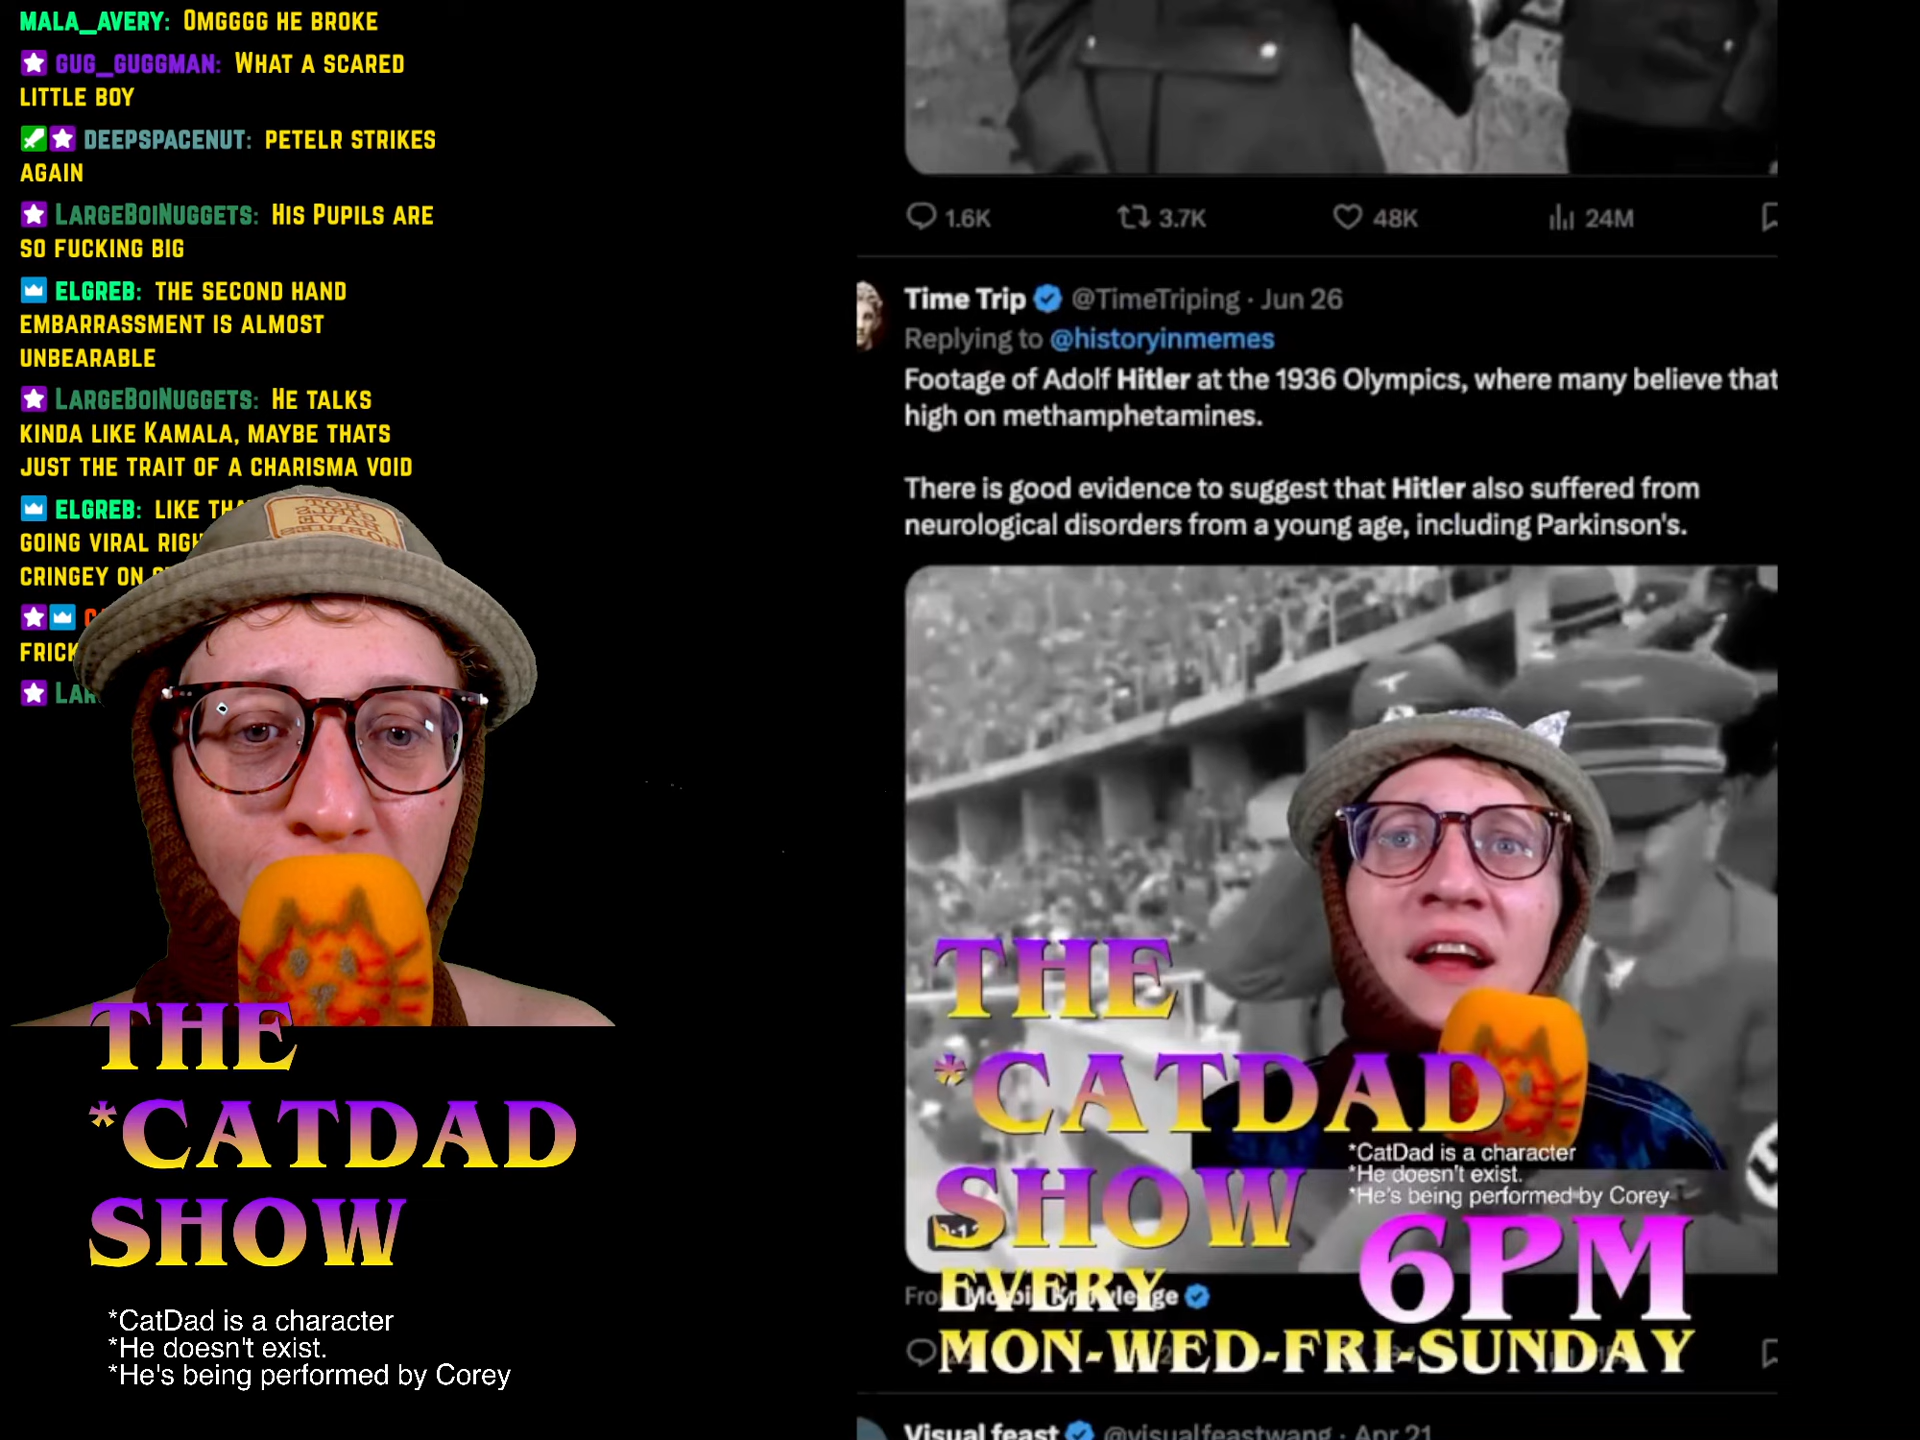 MALA_AVERY: OMGGGG HE BROKE
GUG_GUGGMAN: WHAT A SCARED
LITTLE BOY
DEEPSPACENUT: PETELR STRIKES
AGAIN
LARGEBOINUGGETS: HIS PUPILS ARE
SO FUCKING BIG
ELGREB: THE SECOND HAND
EMBARRASSMENT IS ALMOST
UNBEARABLE
LARGEBOINUGGETS: HE TALKS
KINDA LIKE KAMALA, MAYBE THATS
JUST THE TRAIT OF A CHARISMA VOID
ELGREB: LIKE
GOING VIRAL
CRINGEY ON
THE
*CATDAD
SHOW
*CatDad is a character
*He doesn't exist.
*He's being performed by Corey
1.6K 3.7K 48K 24M
Time Trip @TimeTriping · Jun 26
Replying to @historyinmemes
Footage of Adolf Hitler at the 1936 Olympics, where many believe that
high on methamphetamines.
There is good evidence to suggest that Hitler also suffered from
neurological disorders from a young age, including Parkinson's.
THE
*CATDAD
SHOW
*CatDad is a character
*He doesn't exist.
*He's being performed by Corey
6PM
EVERY
MON-WED-FRI-SUNDAY
Visual feast @visualfeastwang · Apr 21